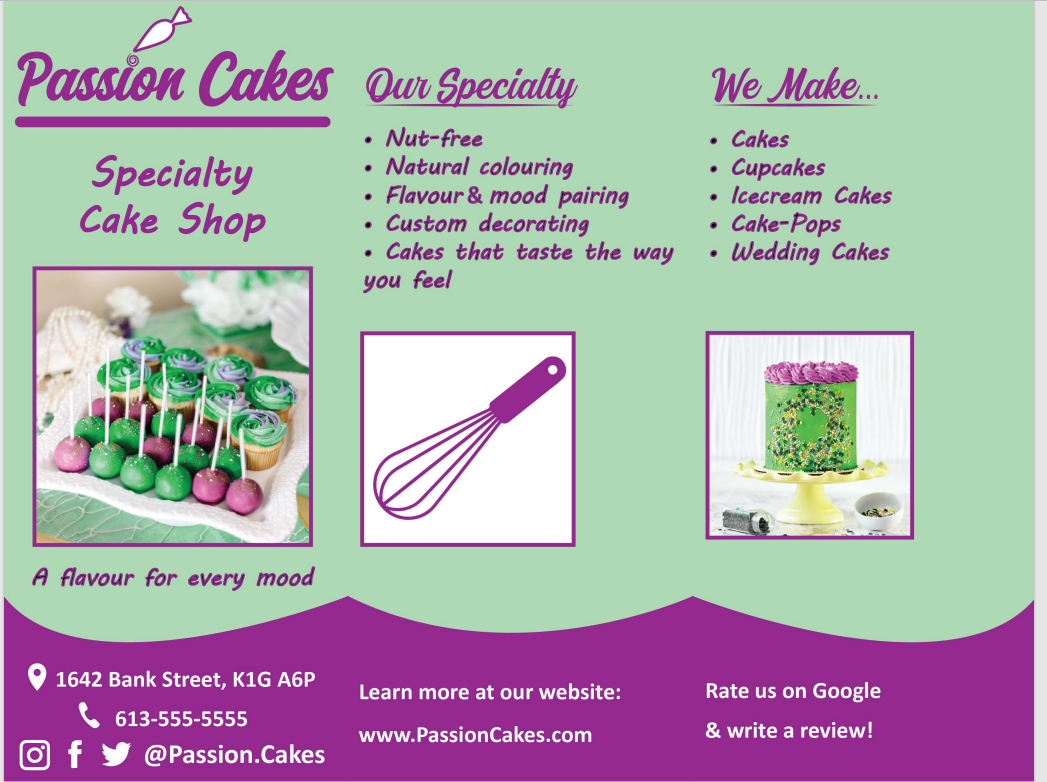 Passion Cakes
Specialty
Cake Shop
A flavour for every mood
1642 Bank Street, K1G A6P
613-555-5555
@Passion.Cakes
Our Specialty
• Nut-free
• Natural colouring
• Flavour & mood pairing
• Custom decorating
• Cakes that taste the way
you feel
Learn more at our website:
www.PassionCakes.com
We Make...
• Cakes
• Cupcakes
• Icecream Cakes
• Cake-Pops
• Wedding Cakes
Rate us on Google
& write a review!